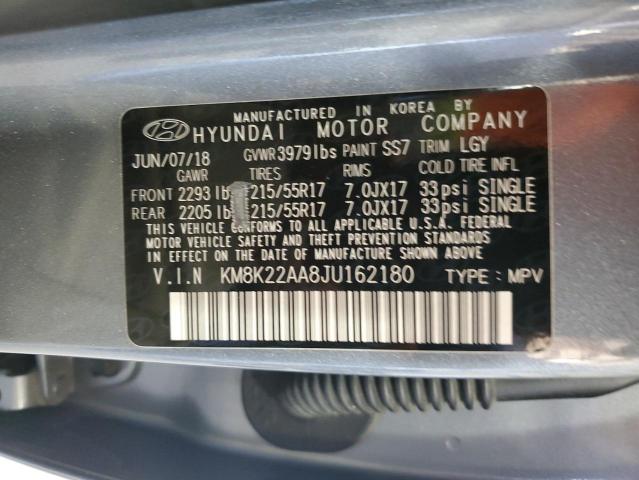 MANUFACTURED IN KOREA BY
HYUNDAI MOTOR COMPANY
JUN/07/18 GVWR 3979lbs PAINT SS7 TRIM LGY
GAWR TIRES RIMS COLD TIRE INFL
FRONT 2293 lb 215/55R17 7.0JX17 33psi SINGLE
REAR 2205 lb 215/55R17 7.0JX17 33psi SINGLE
THIS VEHICLE CONFORMS TO ALL APPLICABLE U.S.A. FEDERAL
MOTOR VEHICLE SAFETY AND THEFT PREVENTION STANDARDS
IN EFFECT ON THE DATE OF MANUFACTURE SHOWN ABOVE.
V.I.N KM8K22AA8JU162180 TYPE: MPV